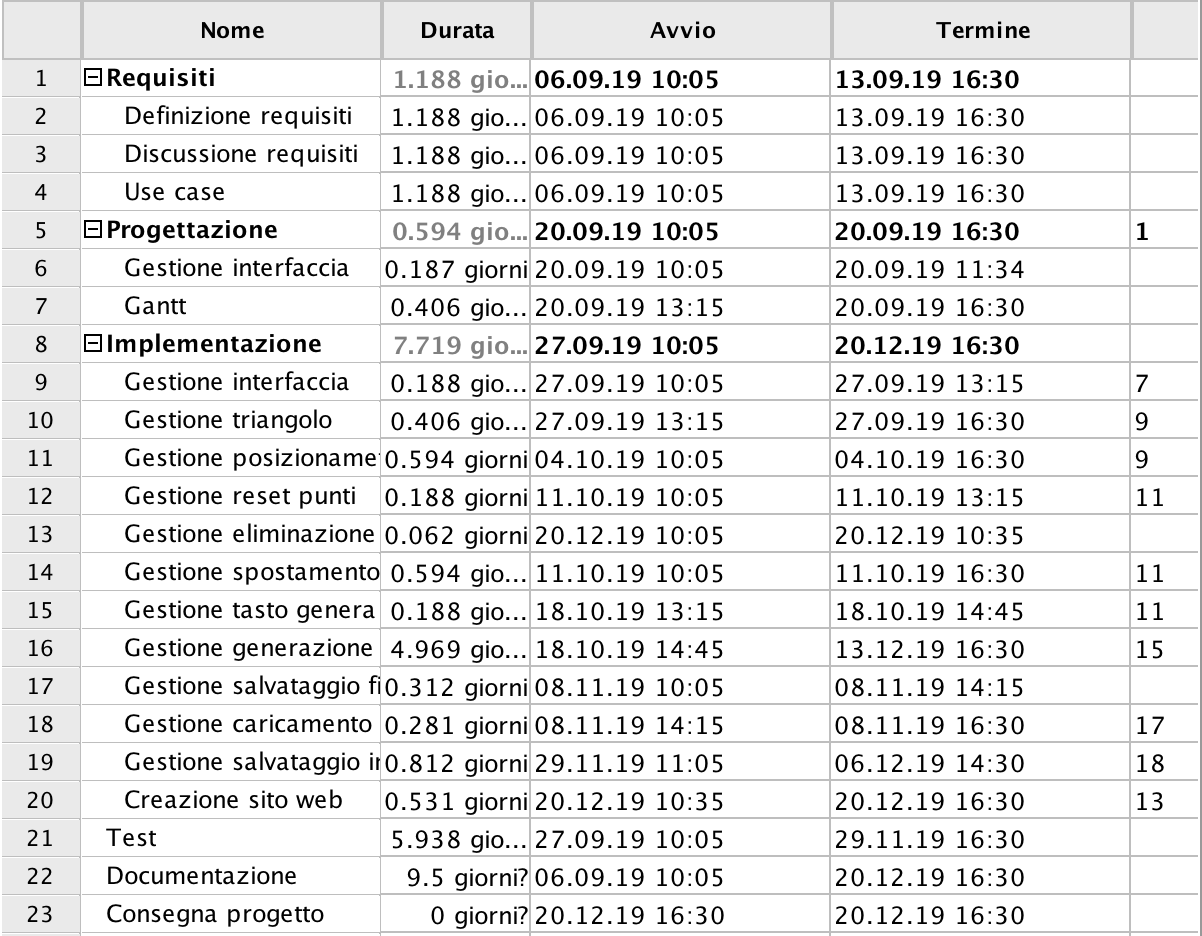 Nome Durata Avvio Termine
1 Requisiti 1.188 gio... 06.09.19 10:05 13.09.19 16:30
2 Definizione requisiti 1.188 gio... 06.09.19 10:05 13.09.19 16:30
3 Discussione requisiti 1.188 gio... 06.09.19 10:05 13.09.19 16:30
4 Use case 1.188 gio... 06.09.19 10:05 13.09.19 16:30
5 Progettazione 0.594 gio... 20.09.19 10:05 20.09.19 16:30 1
6 Gestione interfaccia 0.187 giorni 20.09.19 10:05 20.09.19 11:34
7 Gantt 0.406 gio... 20.09.19 13:15 20.09.19 16:30
8 Implementazione 7.719 gio... 27.09.19 10:05 20.12.19 16:30
9 Gestione interfaccia 0.188 gio... 27.09.19 10:05 27.09.19 13:15 7
10 Gestione triangolo 0.406 gio... 27.09.19 13:15 27.09.19 16:30 9
11 Gestione posizioname 0.594 giorni 04.10.19 10:05 04.10.19 16:30 9
12 Gestione reset punti 0.188 giorni 11.10.19 10:05 11.10.19 13:15 11
13 Gestione eliminazione 0.062 giorni 20.12.19 10:05 20.12.19 10:35
14 Gestione spostamento 0.594 gio... 11.10.19 10:05 11.10.19 16:30 11
15 Gestione tasto genera 0.188 gio... 18.10.19 13:15 18.10.19 14:45 11
16 Gestione generazione 4.969 gio... 18.10.19 14:45 13.12.19 16:30 15
17 Gestione salvataggio fi 0.312 giorni 08.11.19 10:05 08.11.19 14:15
18 Gestione caricamento 0.281 giorni 08.11.19 14:15 08.11.19 16:30 17
19 Gestione salvataggio i 0.812 giorni 29.11.19 11:05 06.12.19 14:30 18
20 Creazione sito web 0.531 giorni 20.12.19 10:35 20.12.19 16:30 13
21 Test 5.938 gio... 27.09.19 10:05 29.11.19 16:30
22 Documentazione 9.5 giorni? 06.09.19 10:05 20.12.19 16:30
23 Consegna progetto 0 giorni? 20.12.19 16:30 20.12.19 16:30